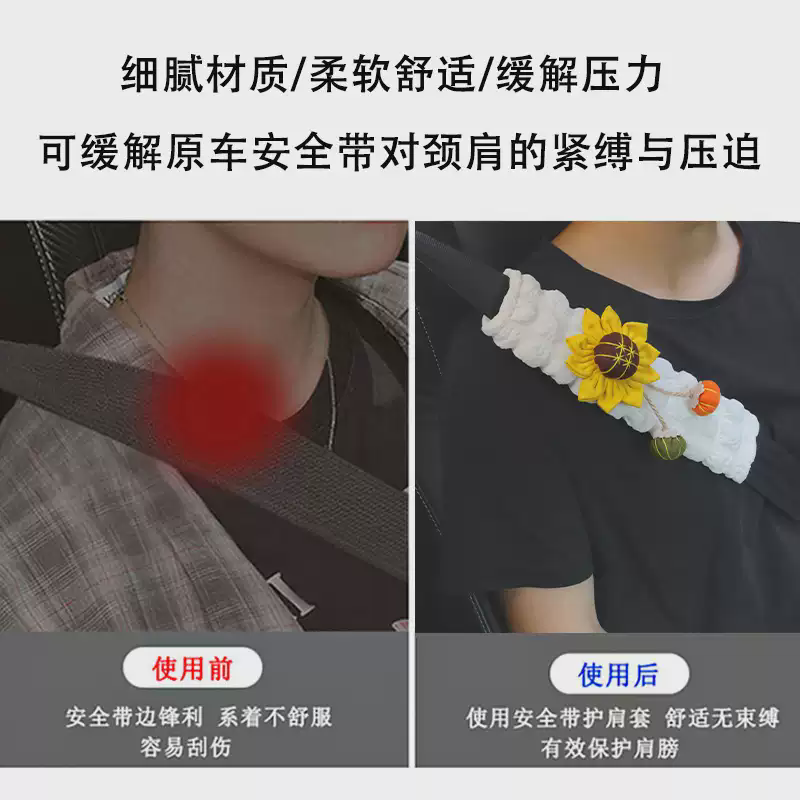 细腻材质/柔软舒适/缓解压力
可缓解原车安全带对颈肩的紧缚与压迫
使用前
安全带边锋利 系着不舒服
容易刮伤
使用后
使用安全带护肩套 舒适无束缚
有效保护肩膀